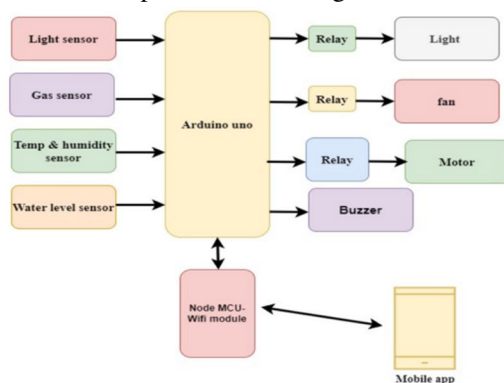 Light sensor
Gas sensor
Temp & humidity
sensor
Water level sensor
Arduino uno
Relay
Light
Relay
fan
Relay
Motor
Buzzer
Node MCU-
Wifi module
Mobile app